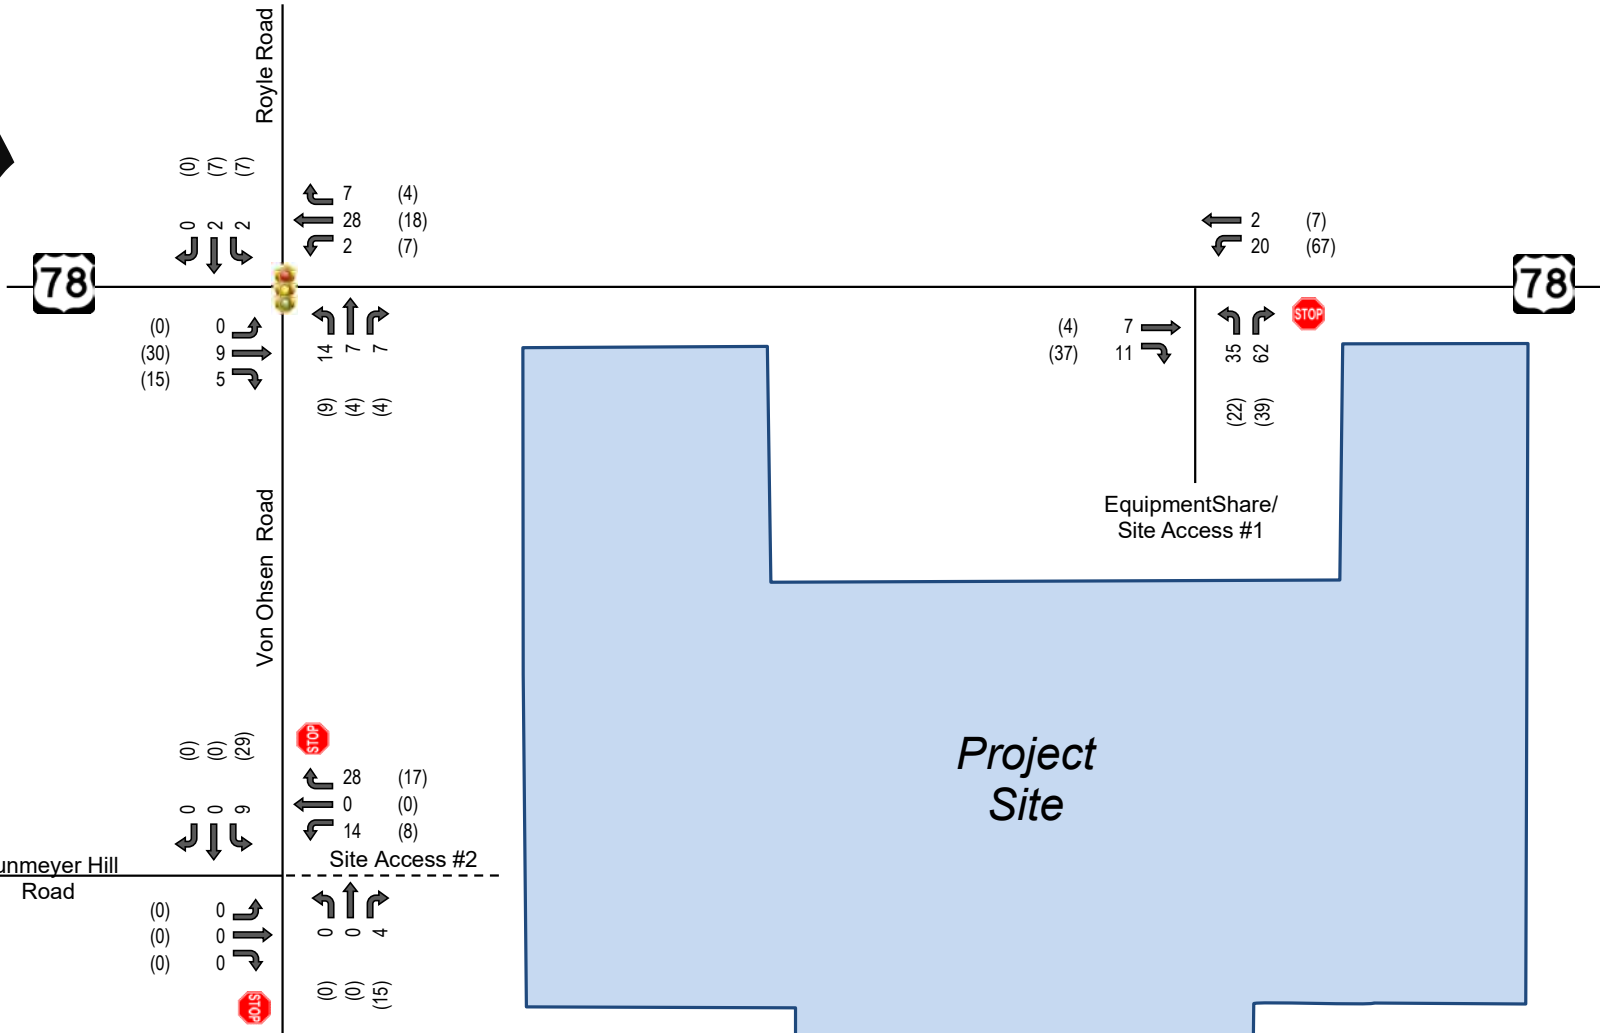 Royle Road
(0) (7) (7)
0 2 2
7 (4)
28 (18)
2 (7)
2 (7)
20 (67)
78
78
(0) 0
(30) 9
(15) 5
14 7 7
(9) (4) (4)
(4) 7
(37) 11
STOP
35 62
(22) (39)
EquipmentShare/
Site Access #1
Von Ohsen Road
Project
Site
(0) (0) (29)
0 0 9
STOP
28 (17)
0 (0)
14 (8)
Site Access #2
unmeyer Hill
Road
(0) 0
(0) 0
(0) 0
0 0 4
(0) (0) (15)
STOP